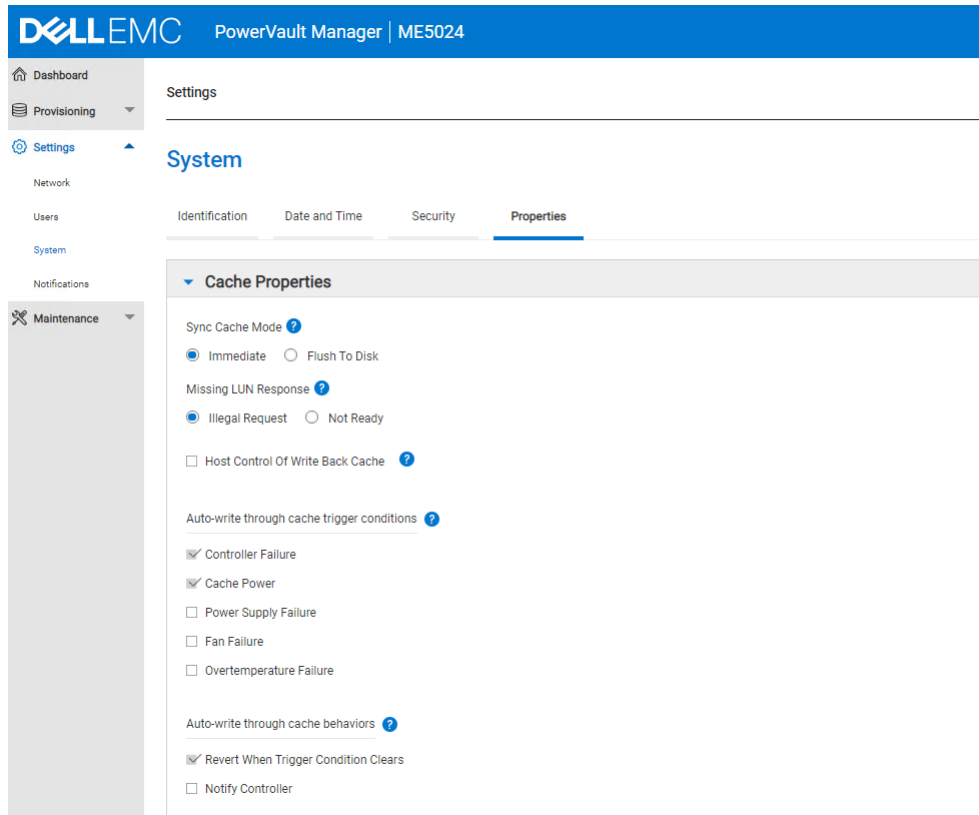 DELLEMC PowerVault Manager | ME5024
Dashboard
Provisioning
Settings
Network
Users
System
Notifications
Maintenance
Settings
System
Identification Date and Time Security Properties
Cache Properties
Sync Cache Mode ?
Immediate Flush To Disk
Missing LUN Response ?
Illegal Request Not Ready
Host Control Of Write Back Cache ?
Auto-write through cache trigger conditions ?
Controller Failure
Cache Power
Power Supply Failure
Fan Failure
Overtemperature Failure
Auto-write through cache behaviors ?
Revert When Trigger Condition Clears
Notify Controller